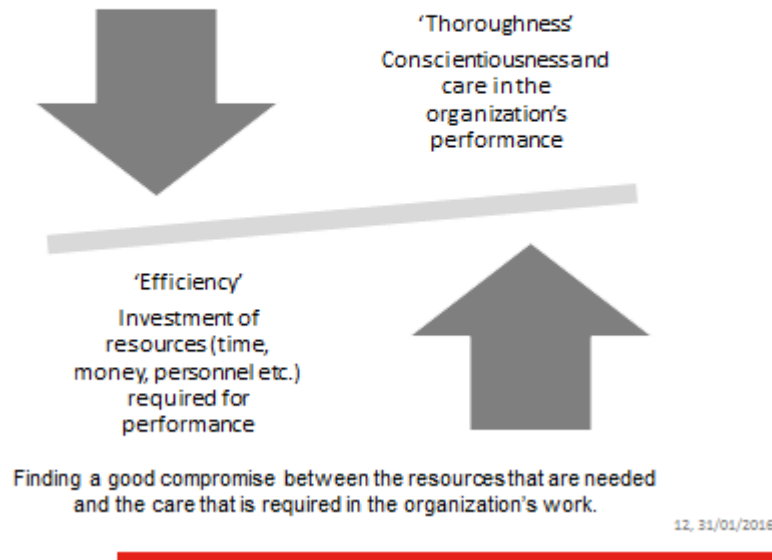 ‘Thoroughness’
Conscientiousness and
care in the
organization’s
performance
‘Efficiency’
Investment of
resources (time,
money, personnel etc.)
required for
performance
Finding a good compromise between the resources that are needed
and the care that is required in the organization’s work.
12, 31/01/2016